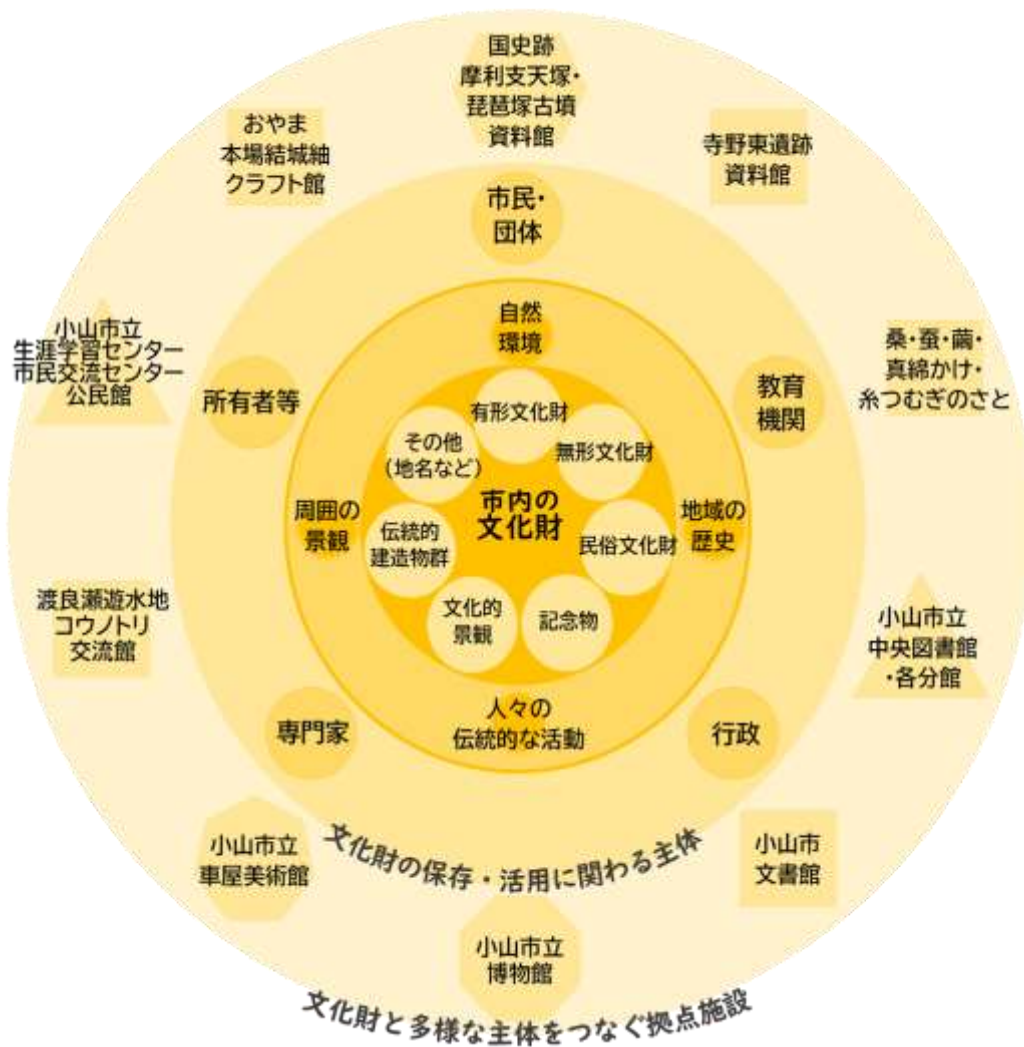 国史跡
摩利支天塚・
琵琶塚古墳
資料館
おやま
本場結城紬
クラフト館
寺野東遺跡
資料館
市民・
団体
自然
環境
小山市立
生涯学習センター
市民交流センター
公民館
桑・蚕・繭・
真綿かけ・
糸つむぎのさと
所有者等
教育
機関
有形文化財
その他
(地名など)
無形文化財
市内の
文化財
周囲の
景観
地域の
歴史
伝統的
建造物群
民俗文化財
文化的
景観
記念物
渡良瀬遊水地
コウノトリ
交流館
小山市立
中央図書館
・各分館
人々の
伝統的な活動
専門家
行政
文化財の保存・活用に関わる主体
小山市立
車屋美術館
小山市
文書館
小山市立
博物館
文化財と多様な主体をつなぐ拠点施設